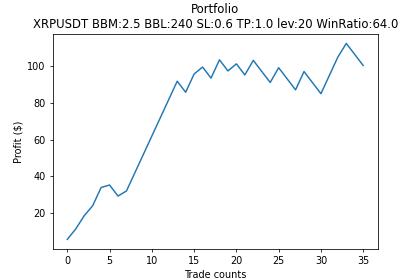 Portfolio
XRPUSDT BBM:2.5 BBL:240 SL:0.6 TP:1.0 lev:20 WinRatio:64.0
100
80
60
40
20
Profit ($)
0 5 10 15 20 25 30 35
Trade counts